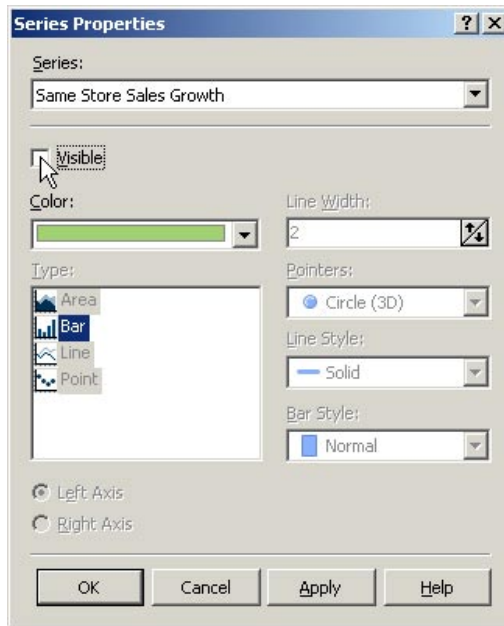 Series Properties
Series:
Same Store Sales Growth
Visible
Color:
Line Width:
2
Type:
Area
Bar
Line
Point
Pointers:
Circle (3D)
Line Style:
Solid
Bar Style:
Normal
Left Axis
Right Axis
OK Cancel Apply Help